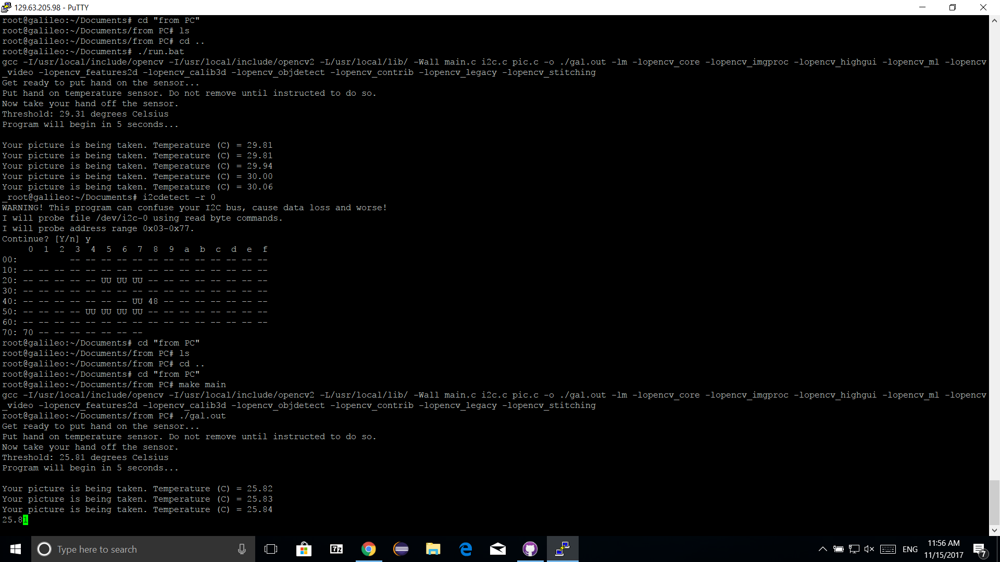 129.63.205.98 - PuTTY
root@galileo:~/Documents# cd "from PC"
root@galileo:~/Documents/from PC# ls
root@galileo:~/Documents/from PC# cd ..
root@galileo:~/Documents# ./run.bat
gcc -I/usr/local/include/opencv -I/usr/local/include/opencv2 -L/usr/local/lib/ -Wall main.c i2c.c pic.c -o ./gal.out -lm -lopencv_core -lopencv_imgproc -lopencv_highgui -lopencv_ml -lopencv
_video -lopencv_features2d -lopencv_calib3d -lopencv_objdetect -lopencv_contrib -lopencv_legacy -lopencv_stitching
Get ready to put hand on the sensor...
Put hand on temperature sensor. Do not remove until instructed to do so.
Now take your hand off the sensor.
Threshold: 29.31 degrees Celsius
Program will begin in 5 seconds...
Your picture is being taken. Temperature (C) = 29.81
Your picture is being taken. Temperature (C) = 29.81
Your picture is being taken. Temperature (C) = 29.94
Your picture is being taken. Temperature (C) = 30.00
Your picture is being taken. Temperature (C) = 30.06
_root@galileo:~/Documents# i2cdetect -r 0
WARNING! This program can confuse your I2C bus, cause data loss and worse!
I will probe file /dev/i2c-0 using read byte commands.
I will probe address range 0x03-0x77.
Continue? [Y/n] y
     0  1  2  3  4  5  6  7  8  9  a  b  c  d  e  f
00:          -- -- -- -- -- -- -- -- -- -- -- -- --
10: -- -- -- -- -- -- -- -- -- -- -- -- -- -- -- --
20: -- -- -- -- -- UU UU UU -- -- -- -- -- -- -- --
30: -- -- -- -- -- -- -- -- -- -- -- -- -- -- -- --
40: -- -- -- -- -- -- -- UU 48 -- -- -- -- -- -- --
50: -- -- -- -- UU UU UU UU -- -- -- -- -- -- -- --
60: -- -- -- -- -- -- -- -- -- -- -- -- -- -- -- --
70: 70 -- -- -- -- -- -- --
root@galileo:~/Documents# cd "from PC"
root@galileo:~/Documents/from PC# ls
root@galileo:~/Documents/from PC# cd ..
root@galileo:~/Documents# cd "from PC"
root@galileo:~/Documents/from PC# make main
gcc -I/usr/local/include/opencv -I/usr/local/include/opencv2 -L/usr/local/lib/ -Wall main.c i2c.c pic.c -o ./gal.out -lm -lopencv_core -lopencv_imgproc -lopencv_highgui -lopencv_ml -lopencv
_video -lopencv_features2d -lopencv_calib3d -lopencv_objdetect -lopencv_contrib -lopencv_legacy -lopencv_stitching
root@galileo:~/Documents/from PC# ./gal.out
Get ready to put hand on the sensor...
Put hand on temperature sensor. Do not remove until instructed to do so.
Now take your hand off the sensor.
Threshold: 25.81 degrees Celsius
Program will begin in 5 seconds...
Your picture is being taken. Temperature (C) = 25.82
Your picture is being taken. Temperature (C) = 25.83
Your picture is being taken. Temperature (C) = 25.84
25.81
Type here to search
7z
ENG
11:56 AM
11/15/2017
7